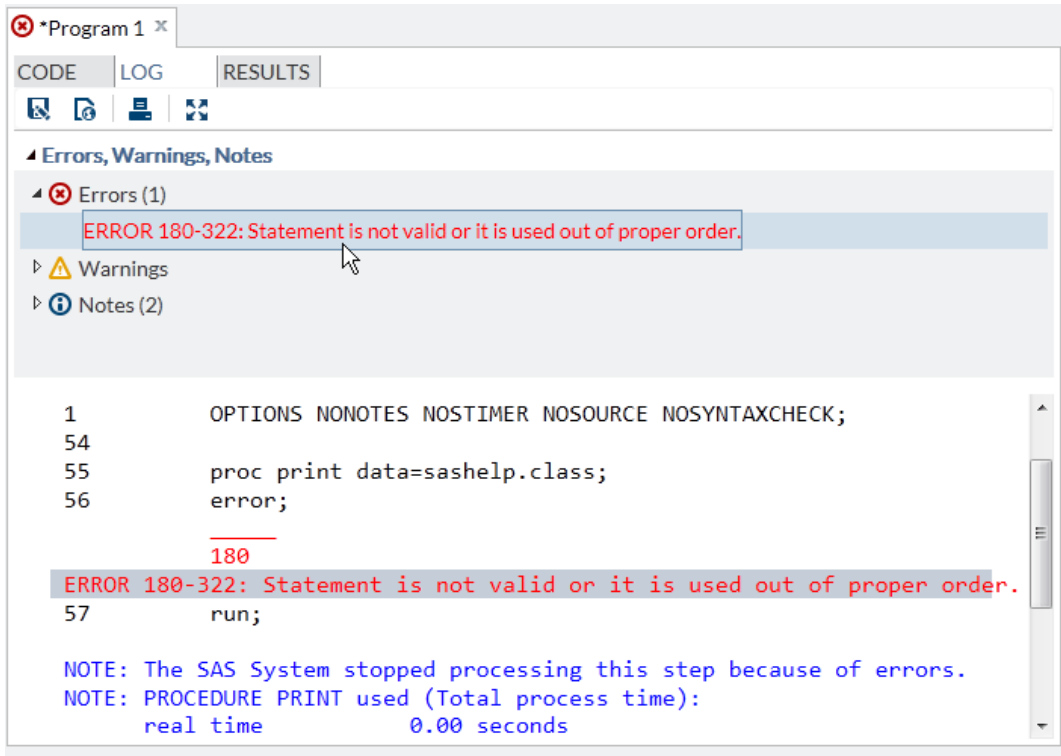 *Program 1 ×
CODE LOG RESULTS
Errors, Warnings, Notes
Errors (1)
ERROR 180-322: Statement is not valid or it is used out of proper order.
Warnings
Notes (2)
1 OPTIONS NONOTES NOSTIMER NOSOURCE NOSYNTAXCHECK;
54
55 proc print data=sashelp.class;
56 error;
_____
180
ERROR 180-322: Statement is not valid or it is used out of proper order.
57 run;
NOTE: The SAS System stopped processing this step because of errors.
NOTE: PROCEDURE PRINT used (Total process time):
real time 0.00 seconds